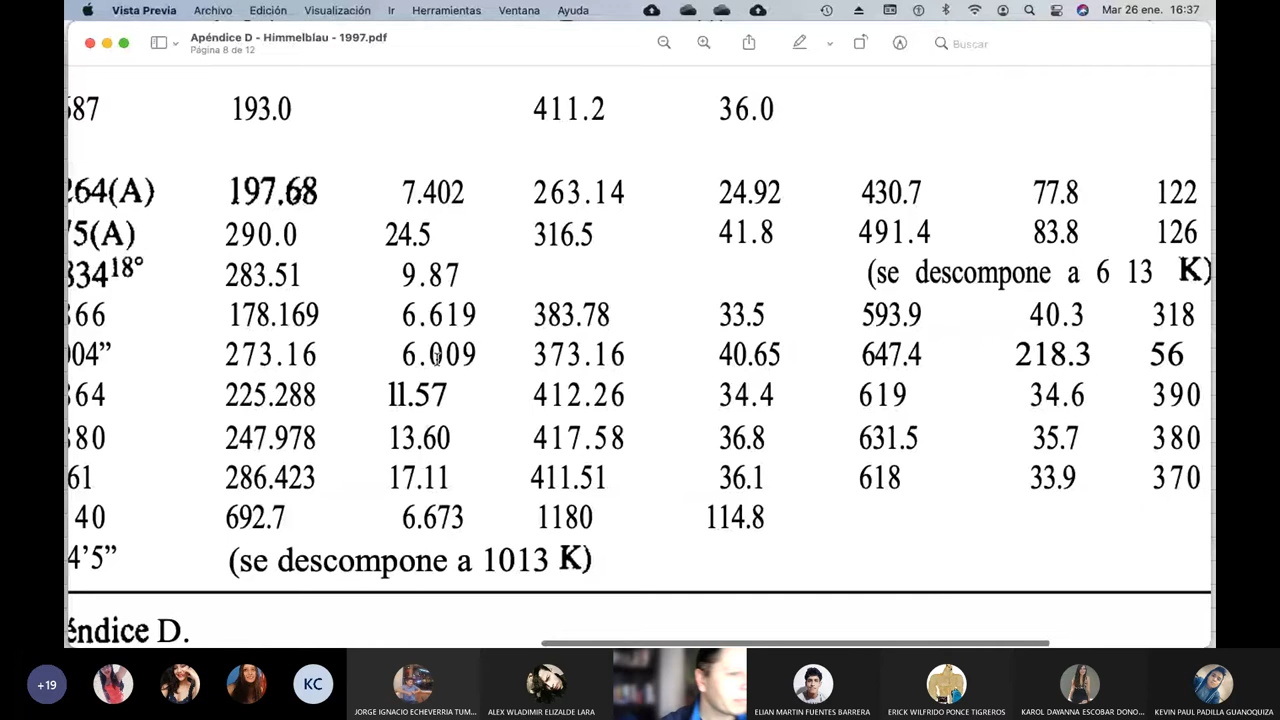 Vista Previa Archivo Edición Visualización Ir Herramientas Ventana Ayuda Mar 26 ene. 16:37
Apéndice D - Himmelblau - 1997.pdf
Página 8 de 12
Buscar
587 193.0 411.2 36.0
264(A) 197.68 7.402 263.14 24.92 430.7 77.8 122
75(A) 290.0 24.5 316.5 41.8 491.4 83.8 126
834¹⁸° 283.51 9.87 (se descompone a 6 13 K)
366 178.169 6.619 383.78 33.5 593.9 40.3 318
004” 273.16 6.009 373.16 40.65 647.4 218.3 56
364 225.288 ll.57 412.26 34.4 619 34.6 390
380 247.978 13.60 417.58 36.8 631.5 35.7 380
61 286.423 17.11 411.51 36.1 618 33.9 370
40 692.7 6.673 1180 114.8
4’5” (se descompone a 1013 K)
éndice D.
+19 KC JORGE IGNACIO ECHEVERRIA TUM... ALEX WLADIMIR ELIZALDE LARA ELIAN MARTIN FUENTES BARRERA ERICK WILFRIDO PONCE TIGREROS KAROL DAYANNA ESCOBAR DONO... KEVIN PAUL PADILLA GUANOQUIZA